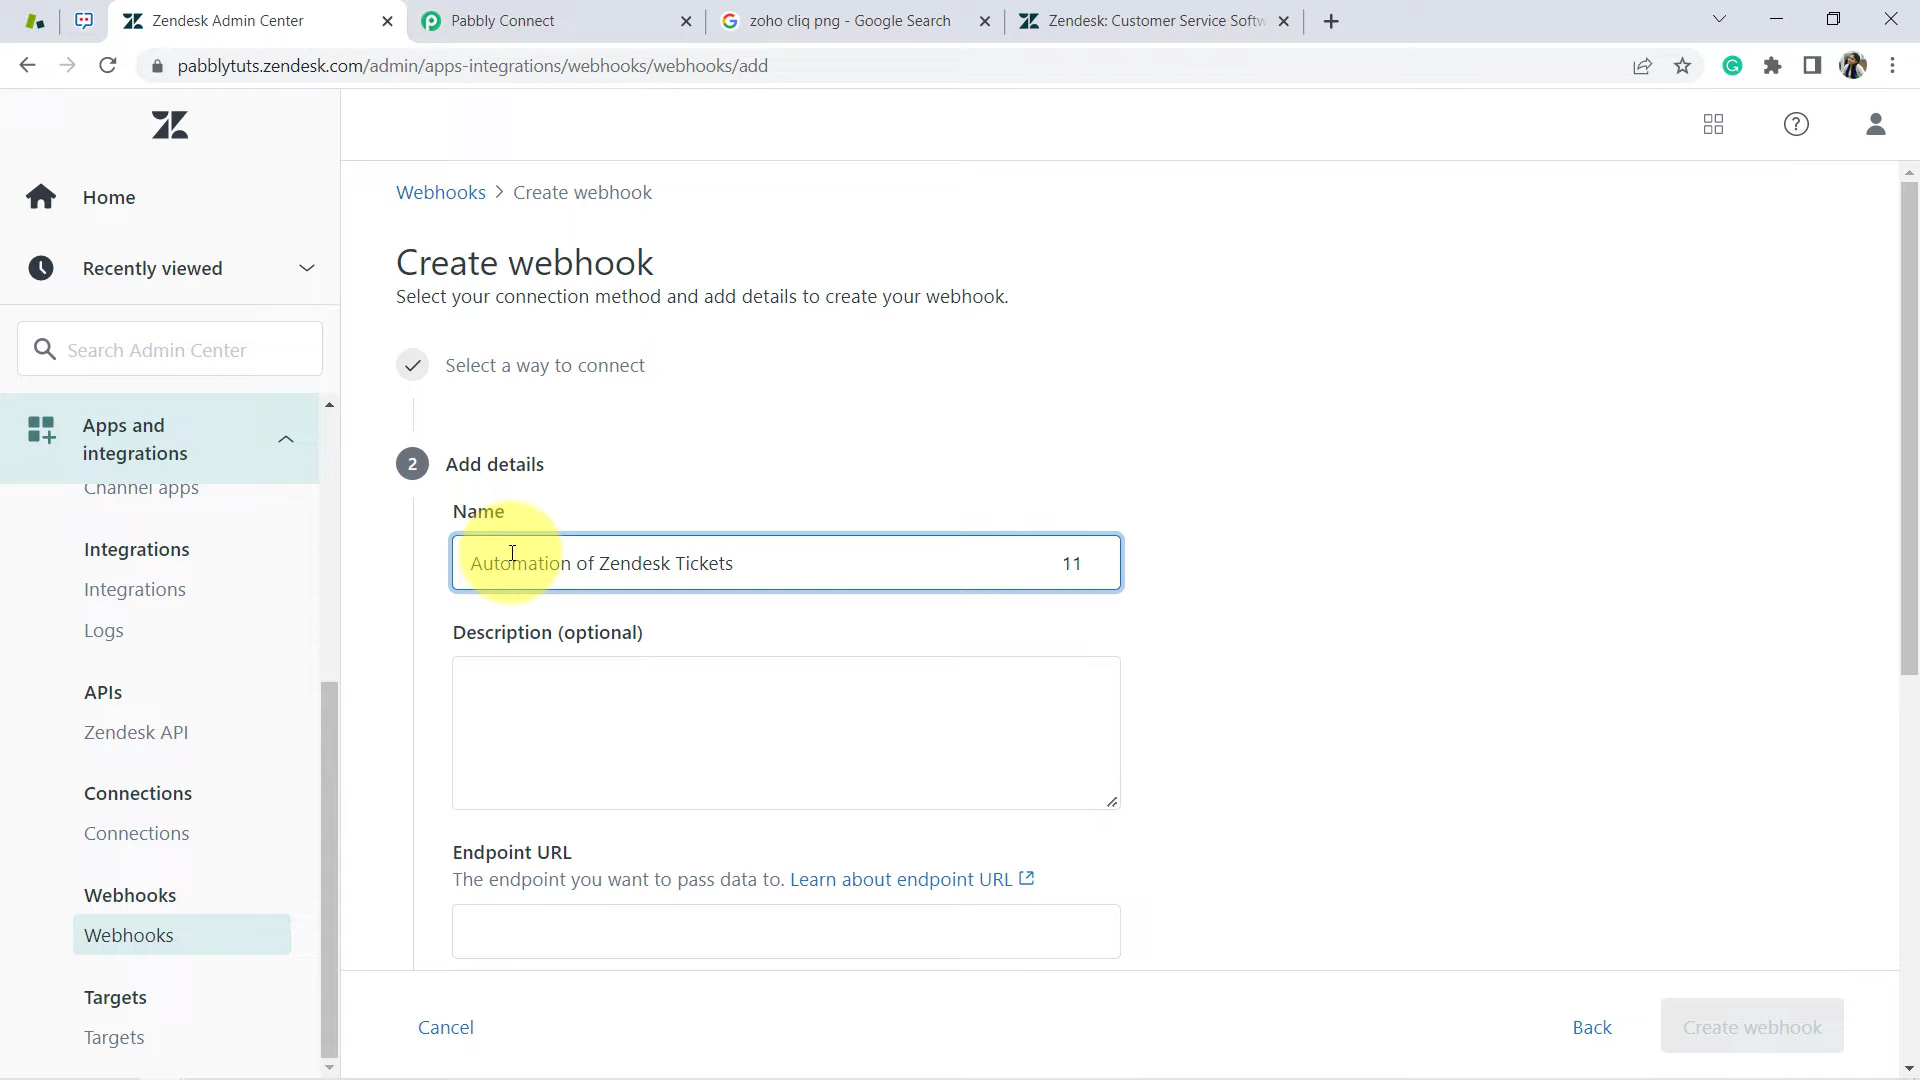 Zendesk Admin Center
Pabbly Connect
zoho cliq png - Google Search
Zendesk: Customer Service Softw
pabblytuts.zendesk.com/admin/apps-integrations/webhooks/webhooks/add
Home
Recently viewed
Search Admin Center
Apps and
integrations
Channel apps
Integrations
Integrations
Logs
APIs
Zendesk API
Connections
Connections
Webhooks
Webhooks
Targets
Targets
Webhooks > Create webhook
Create webhook
Select your connection method and add details to create your webhook.
Select a way to connect
2 Add details
Name
Automation of Zendesk Tickets 11
Description (optional)
Endpoint URL
The endpoint you want to pass data to. Learn about endpoint URL
Cancel
Back
Create webhook